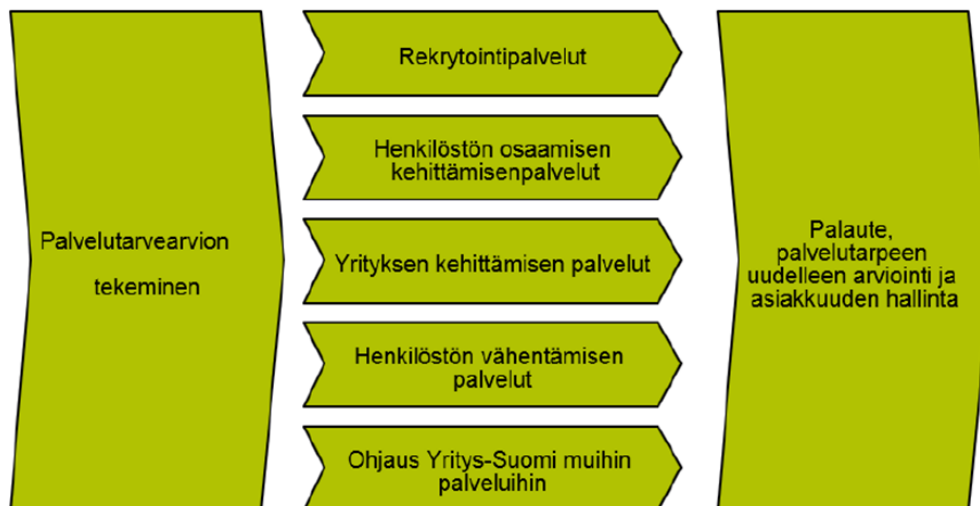 Palvelutarvearvion
tekeminen
Rekrytointipalvelut
Henkilöstön osaamisen
kehittämisenpalvelut
Yrityksen kehittämisen palvelut
Henkilöstön vähentämisen
palvelut
Ohjaus Yritys-Suomi muihin
palveluihin
Palaute,
palvelutarpeen
uudelleen arviointi ja
asiakkuuden hallinta